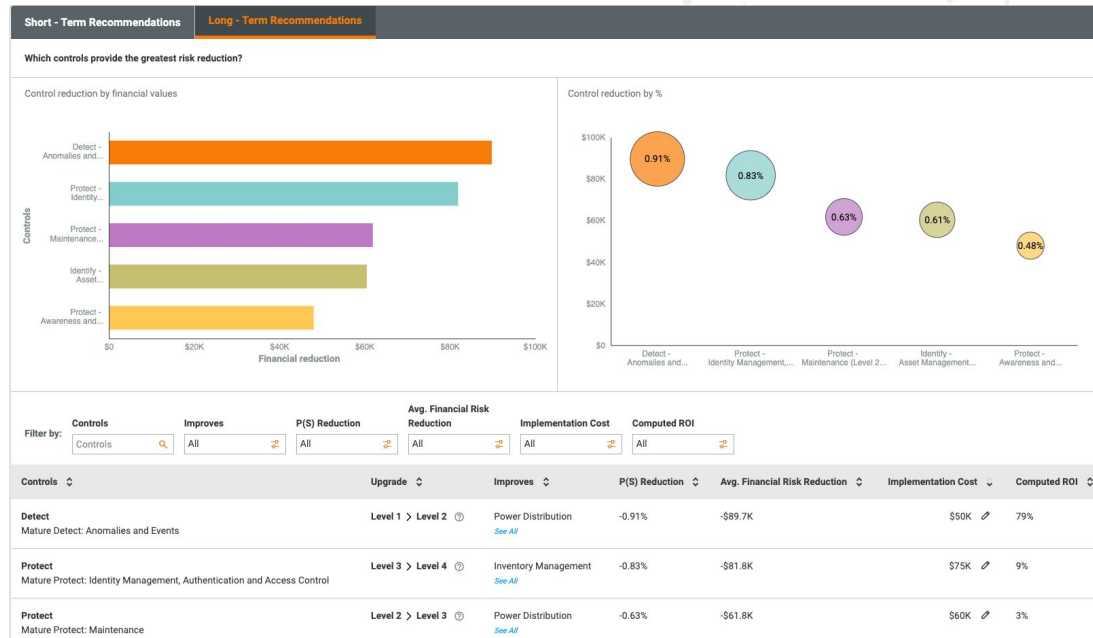 Short - Term Recommendations
Long - Term Recommendations
Which controls provide the greatest risk reduction?
Control reduction by financial values
Controls
Detect -
Anomalies and...
Protect -
Identity...
Protect -
Maintenance...
Identify -
Asset...
Protect -
Awareness and...
$0 $20K $40K $60K $80K $100K
Financial reduction
Control reduction by %
$100K
$80K
$60K
$40K
$20K
$0
0.91%
0.83%
0.63%
0.61%
0.48%
Detect -
Anomalies and...
Protect -
Identity Management,...
Protect -
Maintenance (Level 2...
Identify -
Asset Management...
Protect -
Awareness and...
Filter by:
Controls
Controls
Improves
All
P(S) Reduction
All
Avg. Financial Risk
Reduction
All
Implementation Cost
All
Computed ROI
All
Controls Upgrade Improves P(S) Reduction Avg. Financial Risk Reduction Implementation Cost Computed ROI
Detect Level 1 > Level 2 Power Distribution -0.91% -$89.7K $50K 79%
Mature Detect: Anomalies and Events See All
Protect Level 3 > Level 4 Inventory Management -0.83% -$81.8K $75K 9%
Mature Protect: Identity Management, Authentication and Access Control See All
Protect Level 2 > Level 3 Power Distribution -0.63% -$61.8K $60K 3%
Mature Protect: Maintenance See All